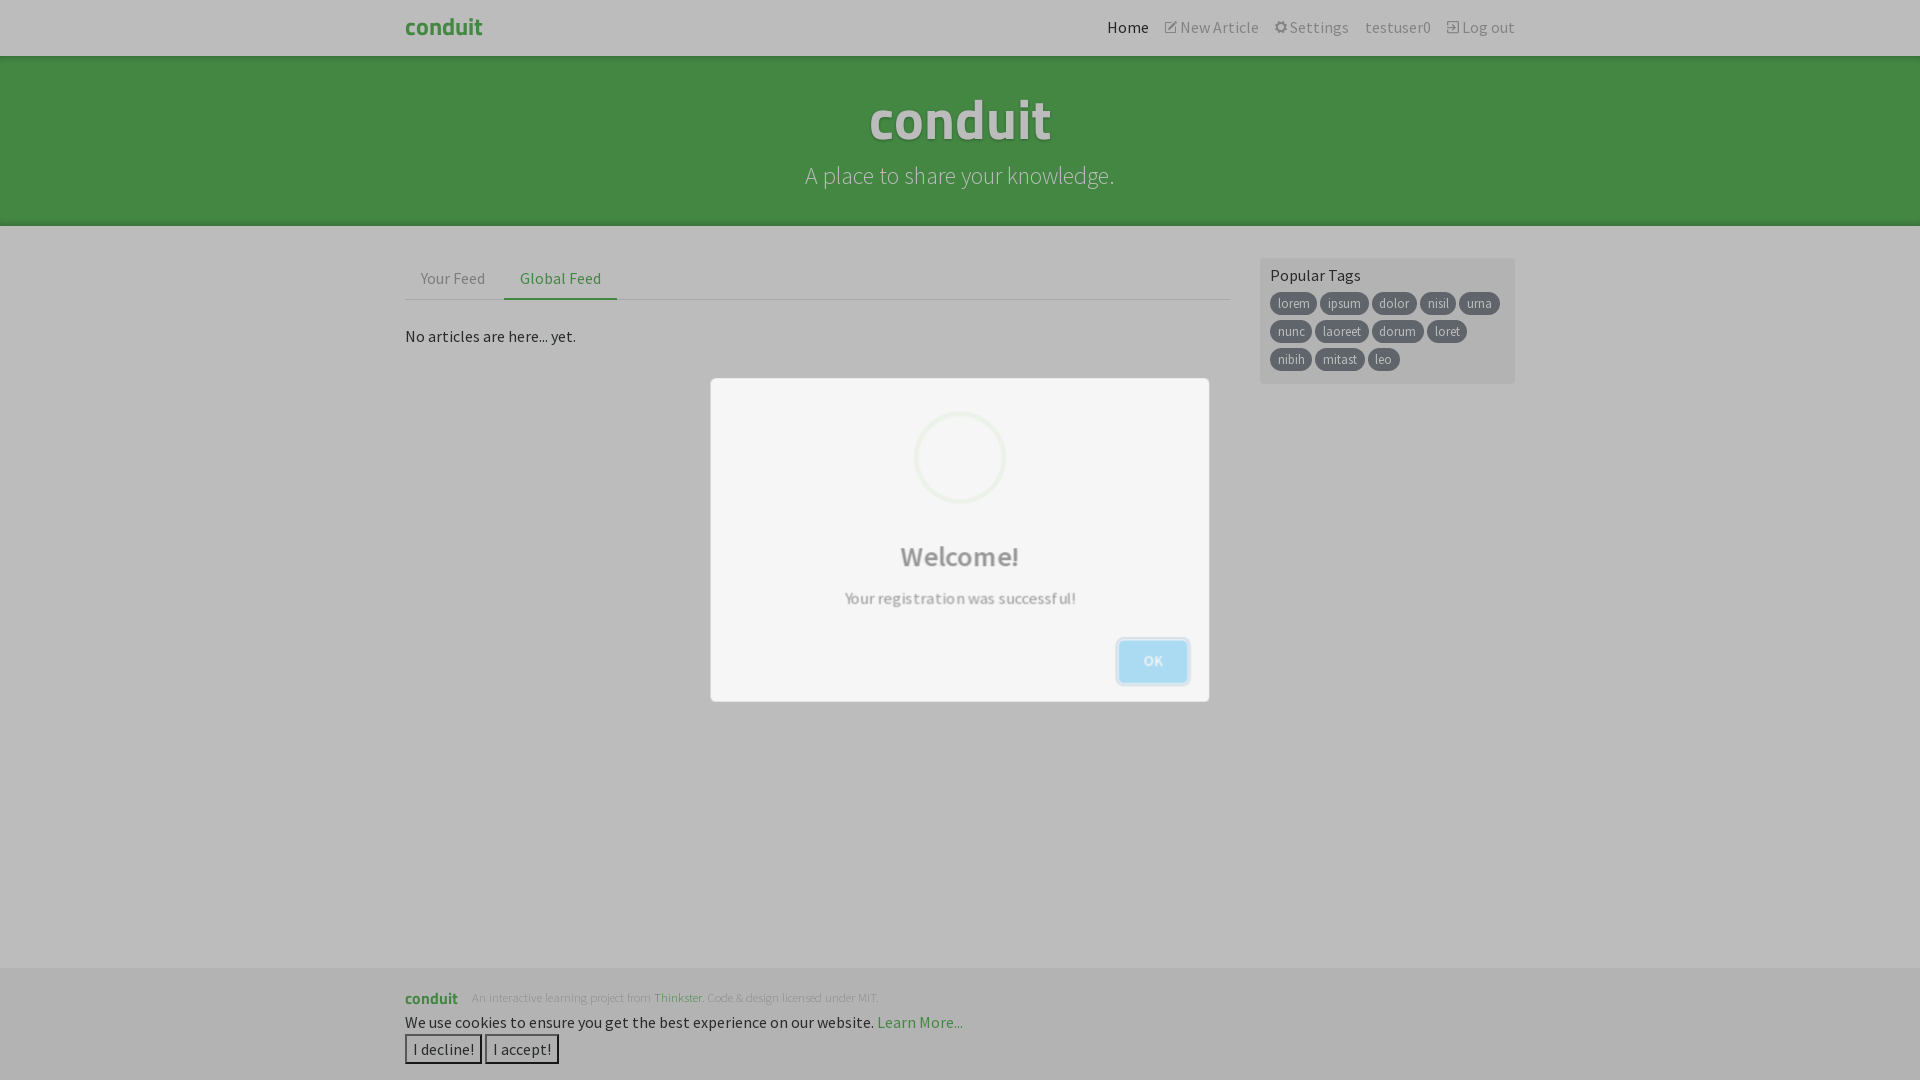 conduit
Home New Article Settings testuser0 Log out
conduit
A place to share your knowledge.
Your Feed Global Feed
No articles are here... yet.
Popular Tags
lorem ipsum dolor nisil urna
nunc laoreet dorum loret
nibih mitast leo
Welcome!
Your registration was successful!
OK
conduit An interactive learning project from Thinkster. Code & design licensed under MIT.
We use cookies to ensure you get the best experience on our website. Learn More...
I decline! I accept!